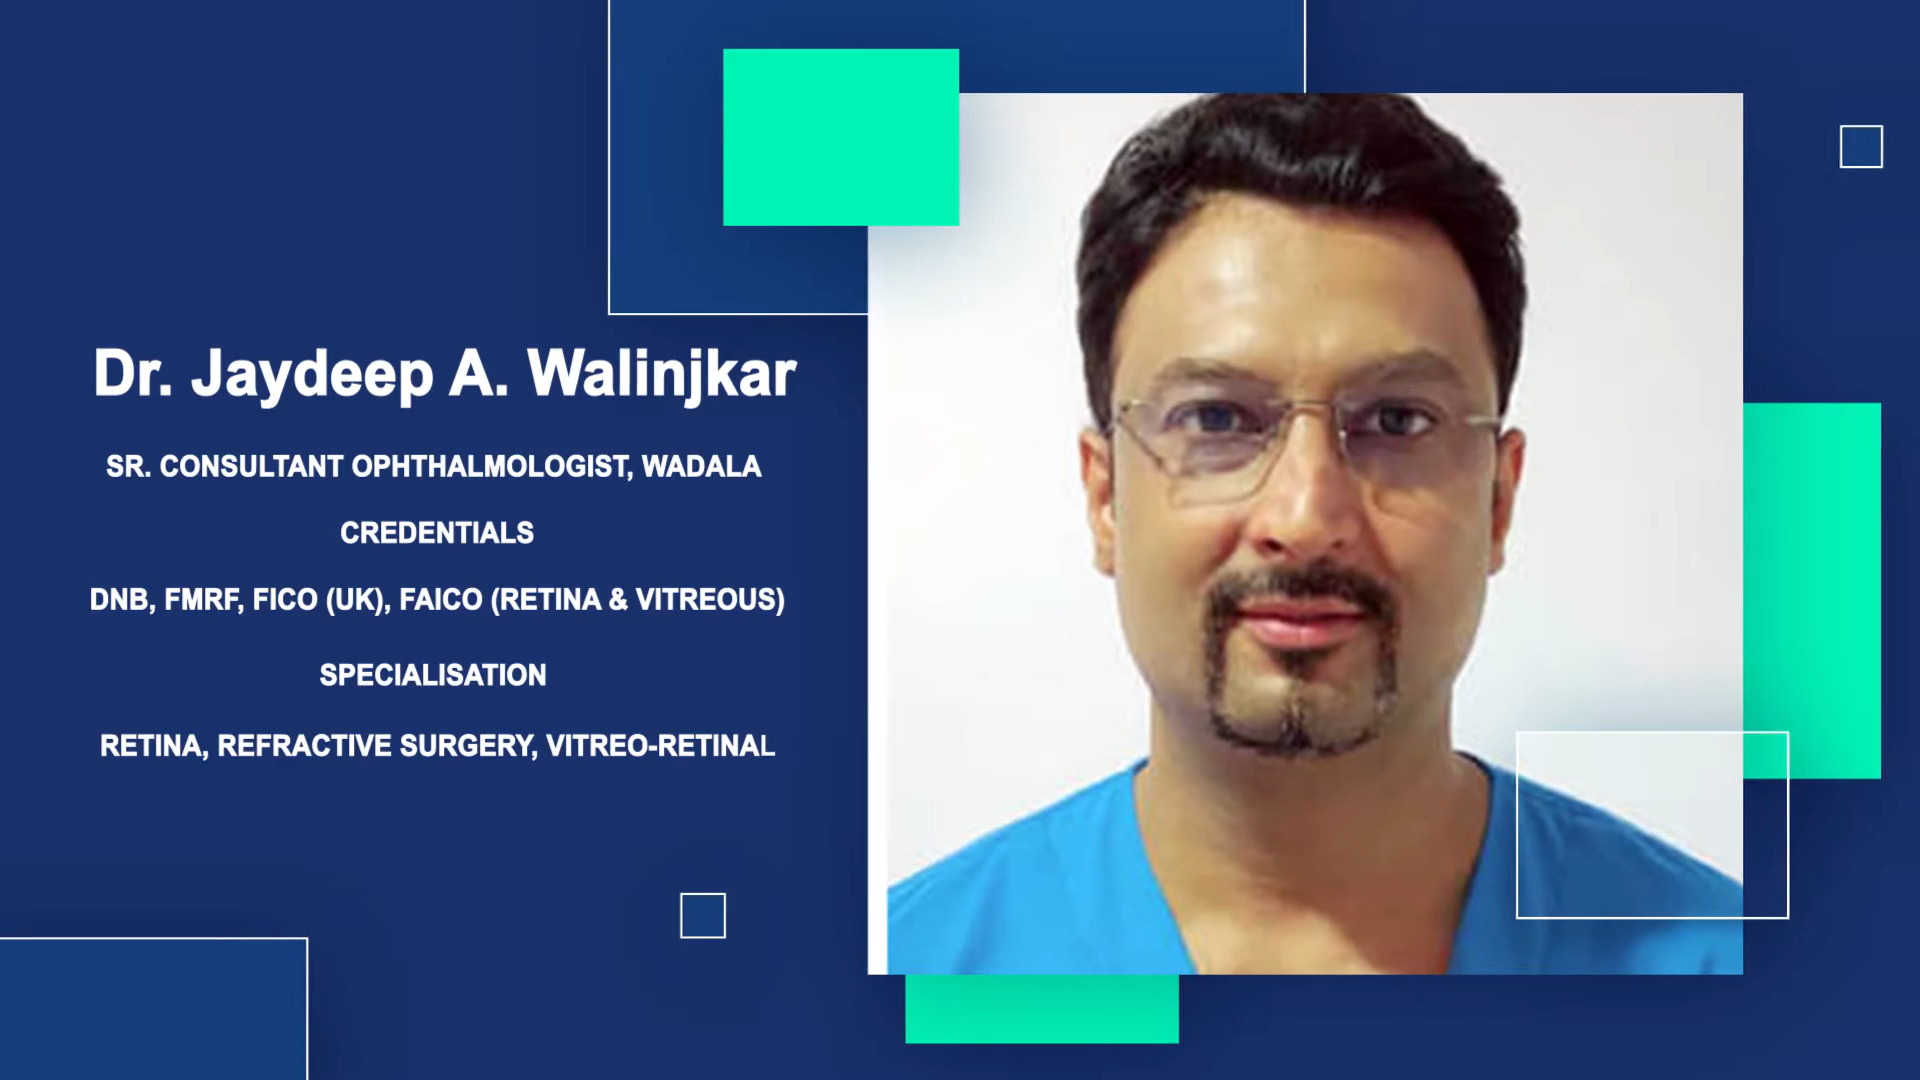 Dr. Jaydeep A. Walinjkar
SR. CONSULTANT OPHTHALMOLOGIST, WADALA
CREDENTIALS
DNB, FMRF, FICO (UK), FAICO (RETINA & VITREOUS)
SPECIALISATION
RETINA, REFRACTIVE SURGERY, VITREO-RETINAL